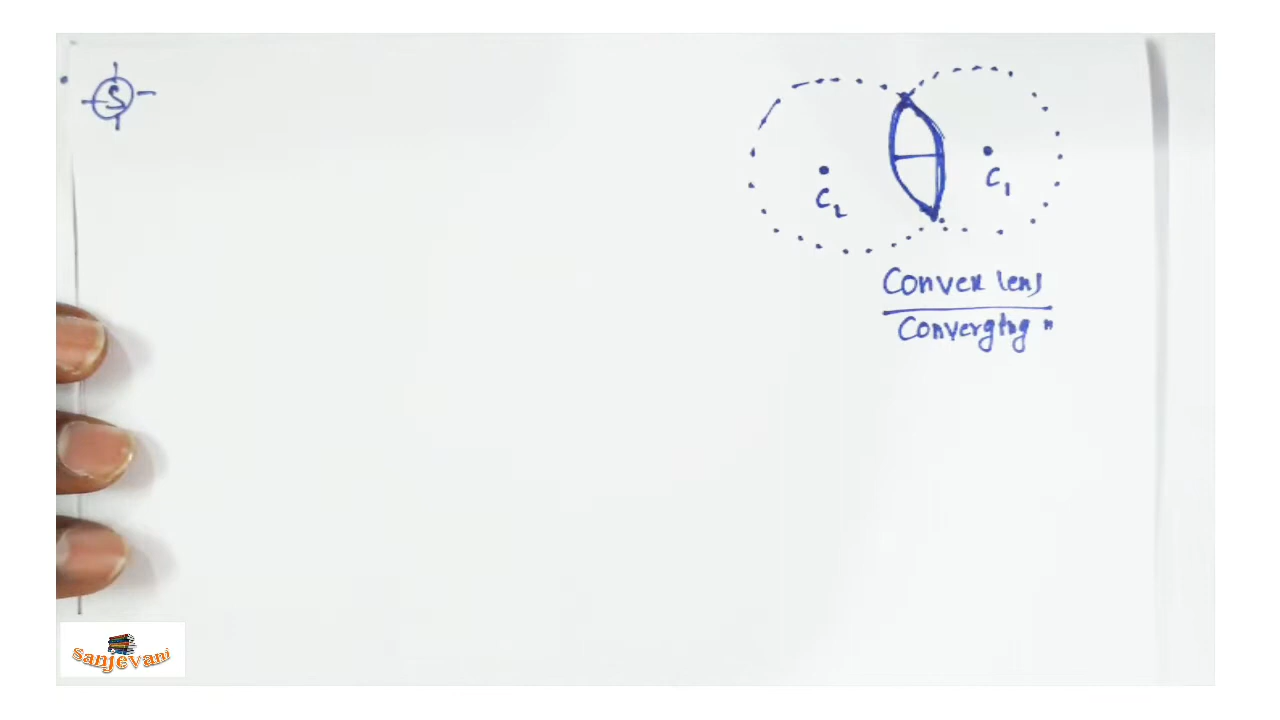 S
C₂
C₁
Convex lens
Converging "
Sanjevani